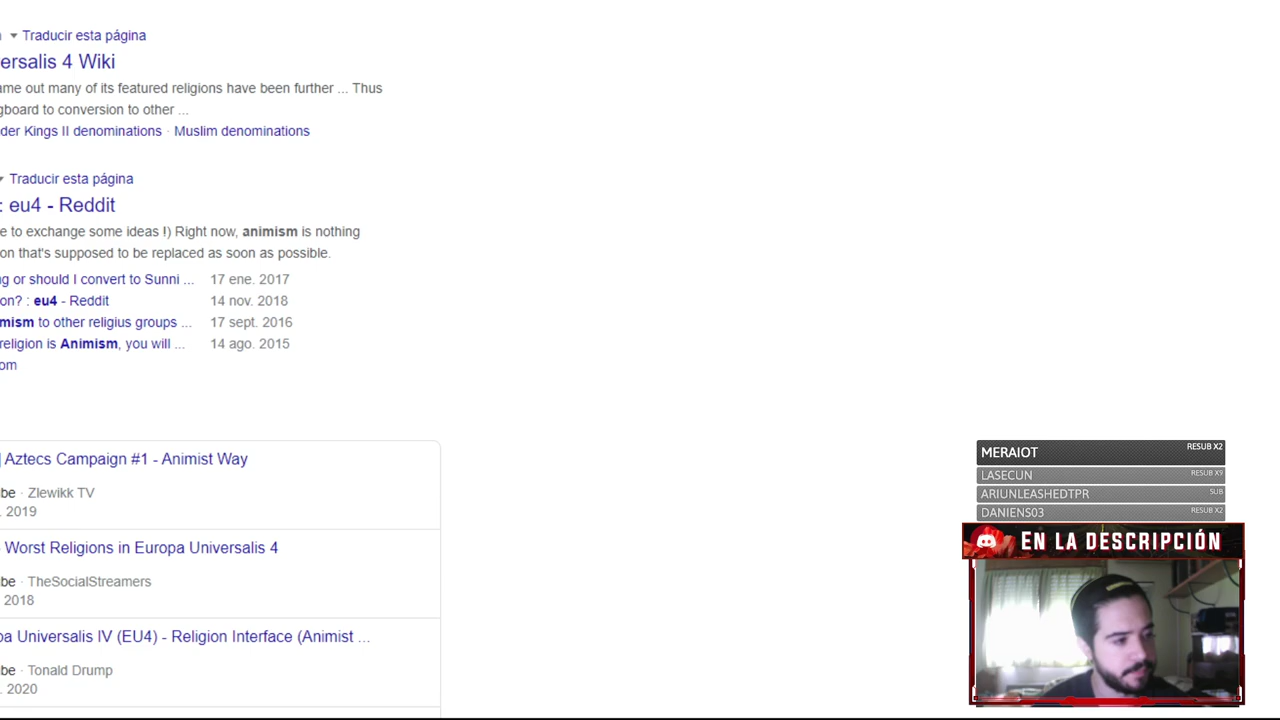 Traducir esta página
ersalis 4 Wiki
ame out many of its featured religions have been further ... Thus
gboard to conversion to other ...
der Kings II denominations · Muslim denominations
Traducir esta página
: eu4 - Reddit
e to exchange some ideas !) Right now, animism is nothing
on that's supposed to be replaced as soon as possible.
g or should I convert to Sunni ... 17 ene. 2017
on? : eu4 - Reddit 14 nov. 2018
mism to other religius groups ... 17 sept. 2016
religion is Animism, you will ... 14 ago. 2015
om
Aztecs Campaign #1 - Animist Way
be · Zlewikk TV
. 2019
Worst Religions in Europa Universalis 4
be · TheSocialStreamers
2018
pa Universalis IV (EU4) - Religion Interface (Animist ...
be · Tonald Drump
. 2020
MERAIOT RESUB X2
LASECUN RESUB X9
ARIUNLEASHEDTPR SUB
DANIENS03 RESUB X2
EN LA DESCRIPCIÓN